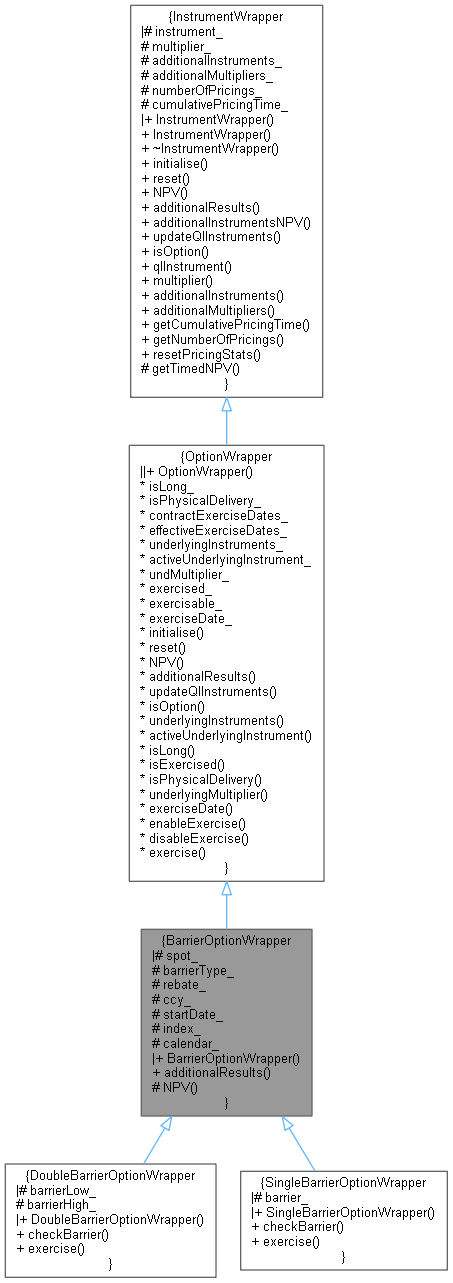 {InstrumentWrapper
|# instrument_
# multiplier_
# additionalInstruments_
# additionalMultipliers_
# numberOfPricings_
# cumulativePricingTime_
|+ InstrumentWrapper()
+ InstrumentWrapper()
+ ~InstrumentWrapper()
+ initialise()
+ reset()
+ NPV()
+ additionalResults()
+ additionalInstrumentsNPV()
+ updateQlInstruments()
+ isOption()
+ qlInstrument()
+ multiplier()
+ additionalInstruments()
+ additionalMultipliers()
+ getCumulativePricingTime()
+ getNumberOfPricings()
+ resetPricingStats()
# getTimedNPV()
}
{OptionWrapper
||+ OptionWrapper()
* isLong_
* isPhysicalDelivery_
* contractExerciseDates_
* effectiveExerciseDates_
* underlyingInstruments_
* activeUnderlyingInstrument_
* undMultiplier_
* exercised_
* exercisable_
* exerciseDate_
* initialise()
* reset()
* NPV()
* additionalResults()
* updateQlInstruments()
* isOption()
* underlyingInstruments()
* activeUnderlyingInstrument()
* isLong()
* isExercised()
* isPhysicalDelivery()
* underlyingMultiplier()
* exerciseDate()
* enableExercise()
* disableExercise()
* exercise()
}
{BarrierOptionWrapper
|# spot_
# barrierType_
# rebate_
# ccy_
# startDate_
# index_
# calendar_
|+ BarrierOptionWrapper()
+ additionalResults()
# NPV()
}
{DoubleBarrierOptionWrapper
|# barrierLow_
# barrierHigh_
|+ DoubleBarrierOptionWrapper()
+ checkBarrier()
+ exercise()
}
{SingleBarrierOptionWrapper
|# barrier_
|+ SingleBarrierOptionWrapper()
+ checkBarrier()
+ exercise()
}